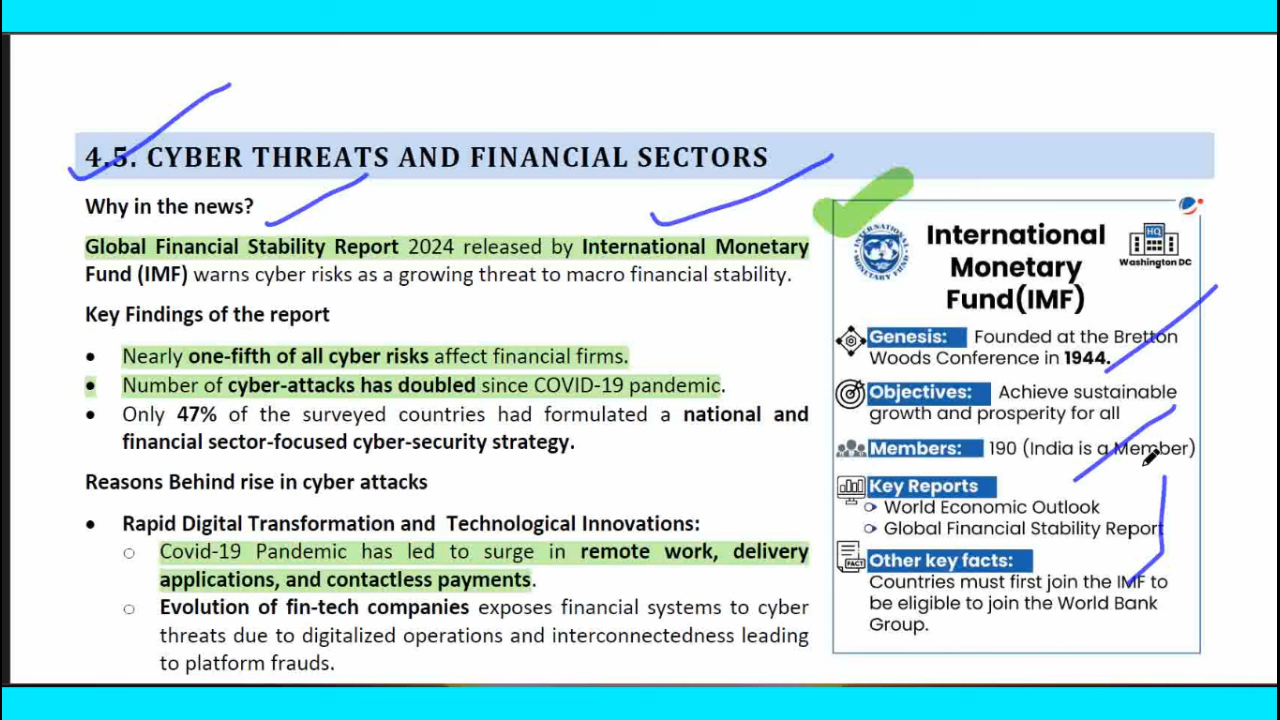 4.5. CYBER THREATS AND FINANCIAL SECTORS
Why in the news?
Global Financial Stability Report 2024 released by International Monetary
Fund (IMF) warns cyber risks as a growing threat to macro financial stability.
Key Findings of the report
● Nearly one-fifth of all cyber risks affect financial firms.
● Number of cyber-attacks has doubled since COVID-19 pandemic.
● Only 47% of the surveyed countries had formulated a national and
financial sector-focused cyber-security strategy.
Reasons Behind rise in cyber attacks
● Rapid Digital Transformation and Technological Innovations:
○ Covid-19 Pandemic has led to surge in remote work, delivery
applications, and contactless payments.
○ Evolution of fin-tech companies exposes financial systems to cyber
threats due to digitalized operations and interconnectedness leading
to platform frauds.
INTERNATIONAL MONETARY FUND
International
Monetary
Fund(IMF)
HQ
Washington DC
Genesis: Founded at the Bretton
Woods Conference in 1944.
Objectives: Achieve sustainable
growth and prosperity for all
Members: 190 (India is a Member)
Key Reports
World Economic Outlook
Global Financial Stability Report
FACT
Other key facts:
Countries must first join the IMF to
be eligible to join the World Bank
Group.